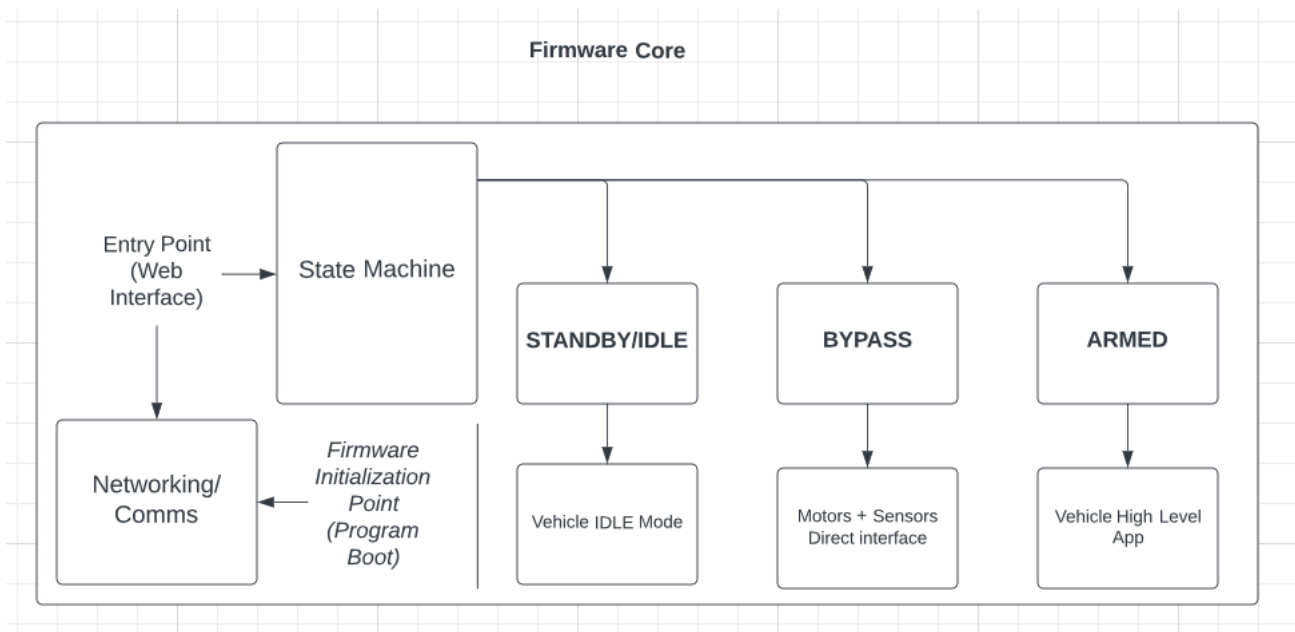 Firmware Core
Entry Point
(Web
Interface)
State Machine
STANDBY/IDLE
BYPASS
ARMED
Networking/
Comms
Firmware
Initialization
Point
(Program
Boot)
Vehicle IDLE Mode
Motors + Sensors
Direct interface
Vehicle High Level
App